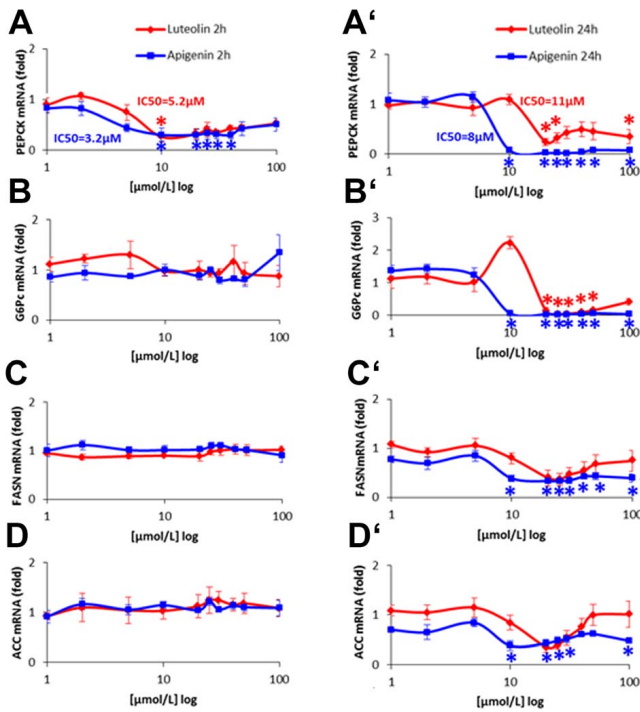 A
Luteolin 2h
Apigenin 2h
PEPCK mRNA (fold)
2
1
0
IC50=5.2μM
IC50=3.2μM
*
* * * * *
1 10 100
[μmol/L] log
A'
Luteolin 24h
Apigenin 24h
PEPCK mRNA (fold)
2
1
0
IC50=11μM
IC50=8μM
* * *
* * * * * * *
1 10 100
[μmol/L] log
B
G6Pc mRNA (fold)
2
1
0
1 10 100
[μmol/L] log
B'
G6Pc mRNA (fold)
3
2
1
0
* * * * *
* * * * * * *
1 10 100
[μmol/L] log
C
FASN mRNA (fold)
2
1
0
1 10 100
[μmol/L] log
C'
FASNmRNA (fold)
2
1
0
* * * * * * *
1 10 100
[μmol/L] log
D
ACC mRNA (fold)
2
1
0
1 10 100
[μmol/L] log
D'
ACC mRNA (fold)
2
1
0
* * * * *
1 10 100
[μmol/L] log